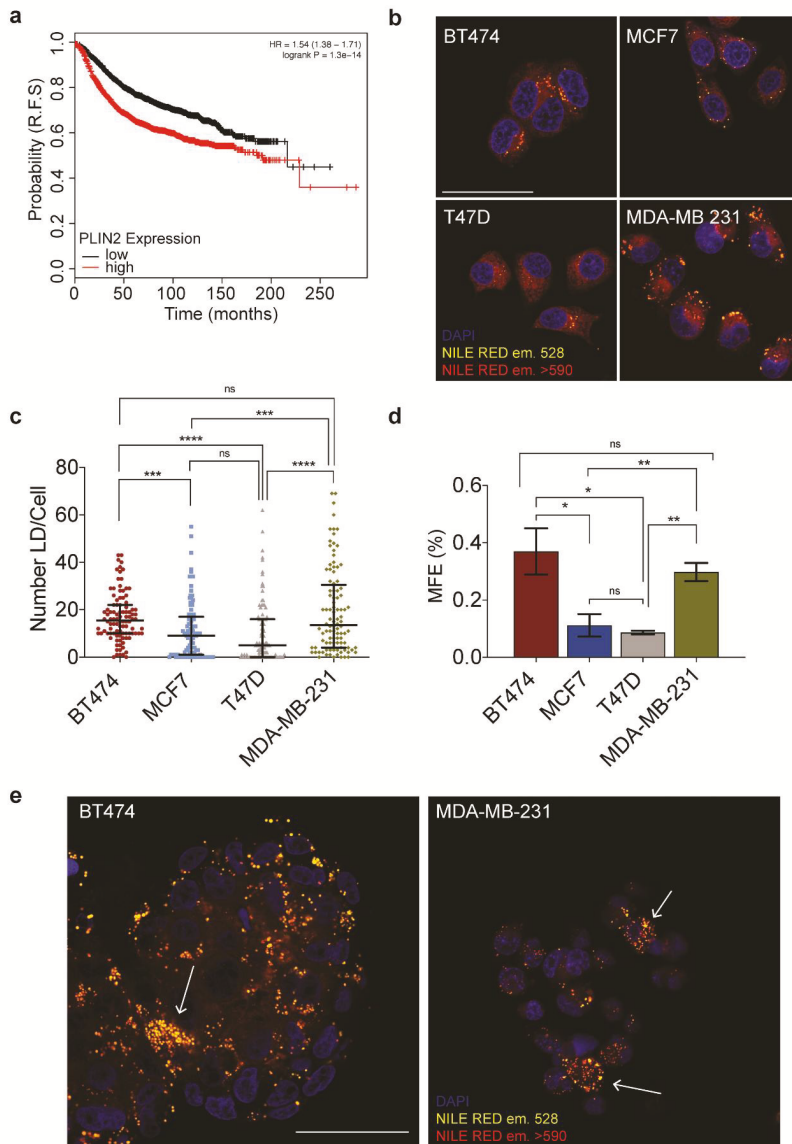 a
HR = 1.54 (1.38 – 1.71)
logrank P = 1.3e−14
Probability (R.F.S)
1.0
0.8
0.6
0.4
0.2
0.0
PLIN2 Expression
low
high
0 50 100 150 200 250
Time (months)
b
BT474
MCF7
T47D
MDA-MB 231
DAPI
NILE RED em. 528
NILE RED em. >590
c
ns
***
****
***
ns
****
Number LD/Cell
80
60
40
20
0
BT474
MCF7
T47D
MDA-MB-231
d
ns
**
*
*
**
ns
MFE (%)
0.6
0.4
0.2
0.0
BT474
MCF7
T47D
MDA-MB-231
e
BT474
MDA-MB-231
DAPI
NILE RED em. 528
NILE RED em. >590